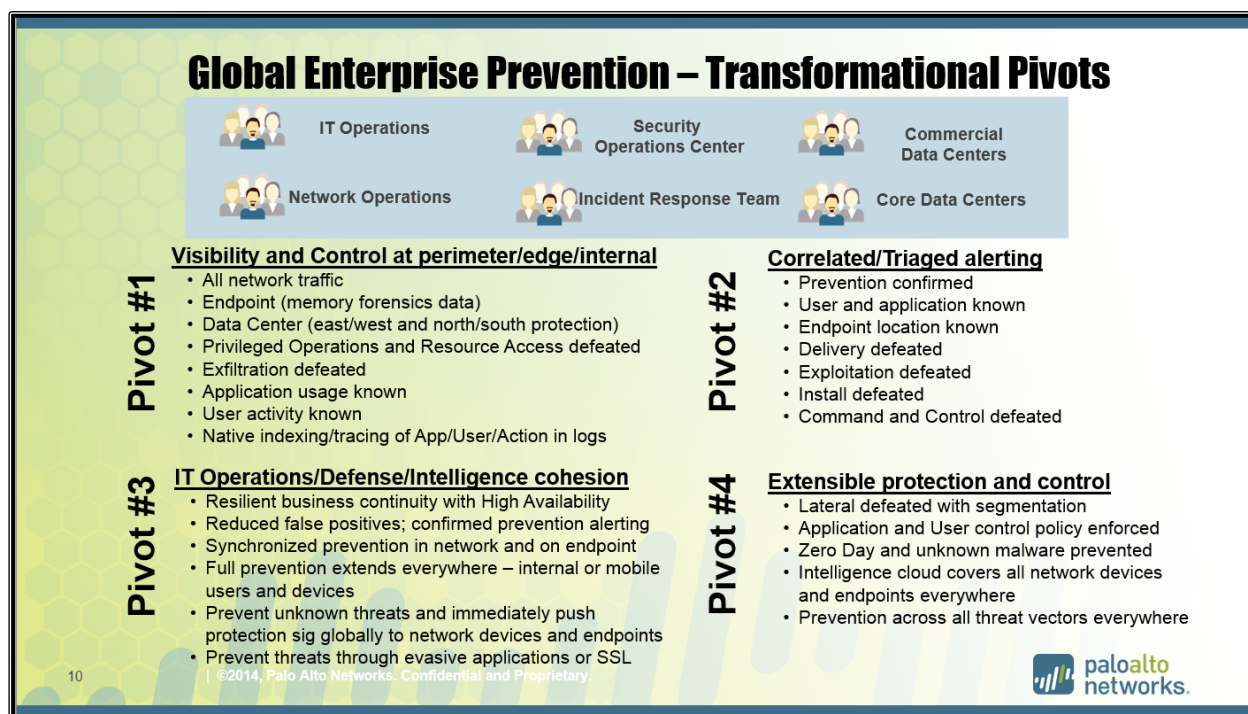 Global Enterprise Prevention – Transformational Pivots
IT Operations
Security
Operations Center
Commercial
Data Centers
Network Operations
Incident Response Team
Core Data Centers
Pivot #1
Visibility and Control at perimeter/edge/internal
• All network traffic
• Endpoint (memory forensics data)
• Data Center (east/west and north/south protection)
• Privileged Operations and Resource Access defeated
• Exfiltration defeated
• Application usage known
• User activity known
• Native indexing/tracing of App/User/Action in logs
Pivot #2
Correlated/Triaged alerting
• Prevention confirmed
• User and application known
• Endpoint location known
• Delivery defeated
• Exploitation defeated
• Install defeated
• Command and Control defeated
Pivot #3
IT Operations/Defense/Intelligence cohesion
• Resilient business continuity with High Availability
• Reduced false positives; confirmed prevention alerting
• Synchronized prevention in network and on endpoint
• Full prevention extends everywhere – internal or mobile
users and devices
• Prevent unknown threats and immediately push
protection sig globally to network devices and endpoints
• Prevent threats through evasive applications or SSL
Pivot #4
Extensible protection and control
• Lateral defeated with segmentation
• Application and User control policy enforced
• Zero Day and unknown malware prevented
• Intelligence cloud covers all network devices
and endpoints everywhere
• Prevention across all threat vectors everywhere
10
| ©2014, Palo Alto Networks. Confidential and Proprietary.
paloalto
networks.